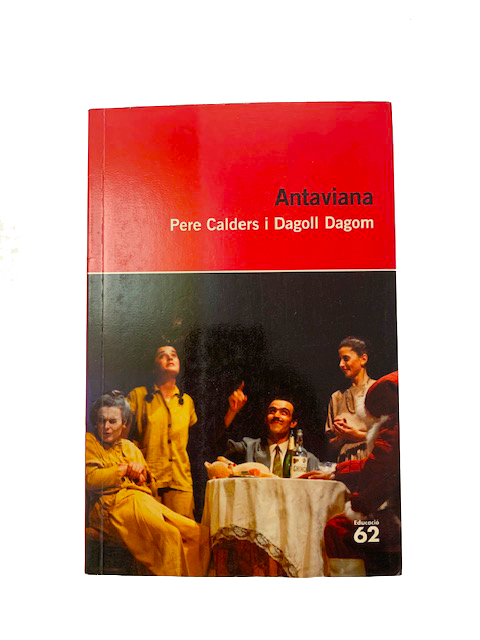 Antaviana
Pere Calders i Dagoll Dagom
Educació
62